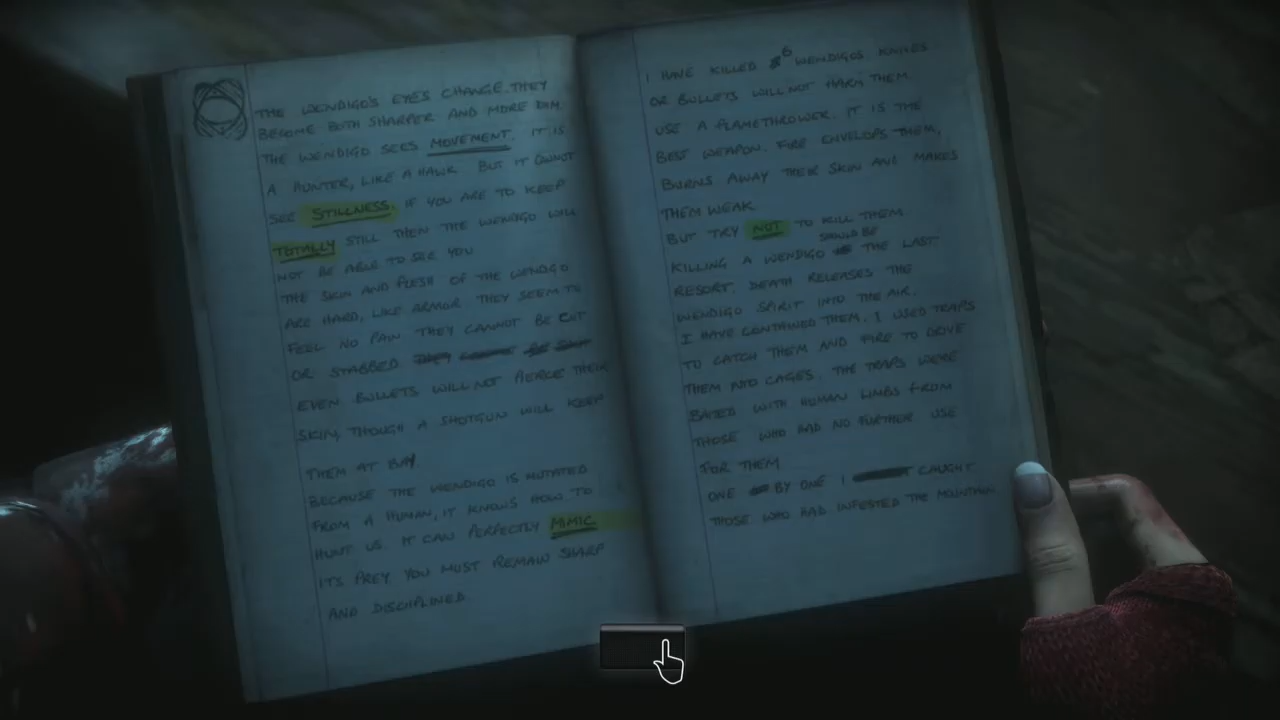 THE WENDIGO'S EYES CHANGE. THEY
BECOME BOTH SHARPER AND MORE DIM.
THE WENDIGO SEES MOVEMENT. IT IS
A HUNTER, LIKE A HAWK. BUT IT CANNOT
SEE STILLNESS. IF YOU ARE TO KEEP
TOTALLY STILL THEN THE WENDIGO WILL
NOT BE ABLE TO SEE YOU
THE SKIN AND FLESH OF THE WENDIGO
ARE HARD, LIKE ARMOR. THEY SEEM TO
FEEL NO PAIN. THEY CANNOT BE CUT
OR STABBED
EVEN BULLETS WILL NOT PIERCE THEIR
SKIN, THOUGH A SHOTGUN WILL KEEP
THEM AT BAY.
BECAUSE THE WENDIGO IS MUTATED
FROM A HUMAN, IT KNOWS HOW TO
HUNT US. IT CAN PERFECTLY MIMIC
ITS PREY. YOU MUST REMAIN SHARP
AND DISCIPLINED
I HAVE KILLED 6 WENDIGOS. KNIVES
OR BULLETS WILL NOT HARM THEM.
USE A FLAMETHROWER. IT IS THE
BEST WEAPON. FIRE ENVELOPS THEM,
BURNS AWAY THEIR SKIN AND MAKES
THEM WEAK.
BUT TRY NOT TO KILL THEM.
KILLING A WENDIGO SHOULD BE THE LAST
RESORT. DEATH RELEASES THE
WENDIGO SPIRIT INTO THE AIR.
I HAVE CONTAINED THEM. I USED TRAPS
TO CATCH THEM AND FIRE TO DRIVE
THEM INTO CAGES. THE TRAPS WERE
BAITED WITH HUMAN LIMBS FROM
THOSE WHO HAD NO FURTHER USE
FOR THEM
ONE BY ONE I CAUGHT
THOSE WHO HAD INFESTED THE MOUNTAIN